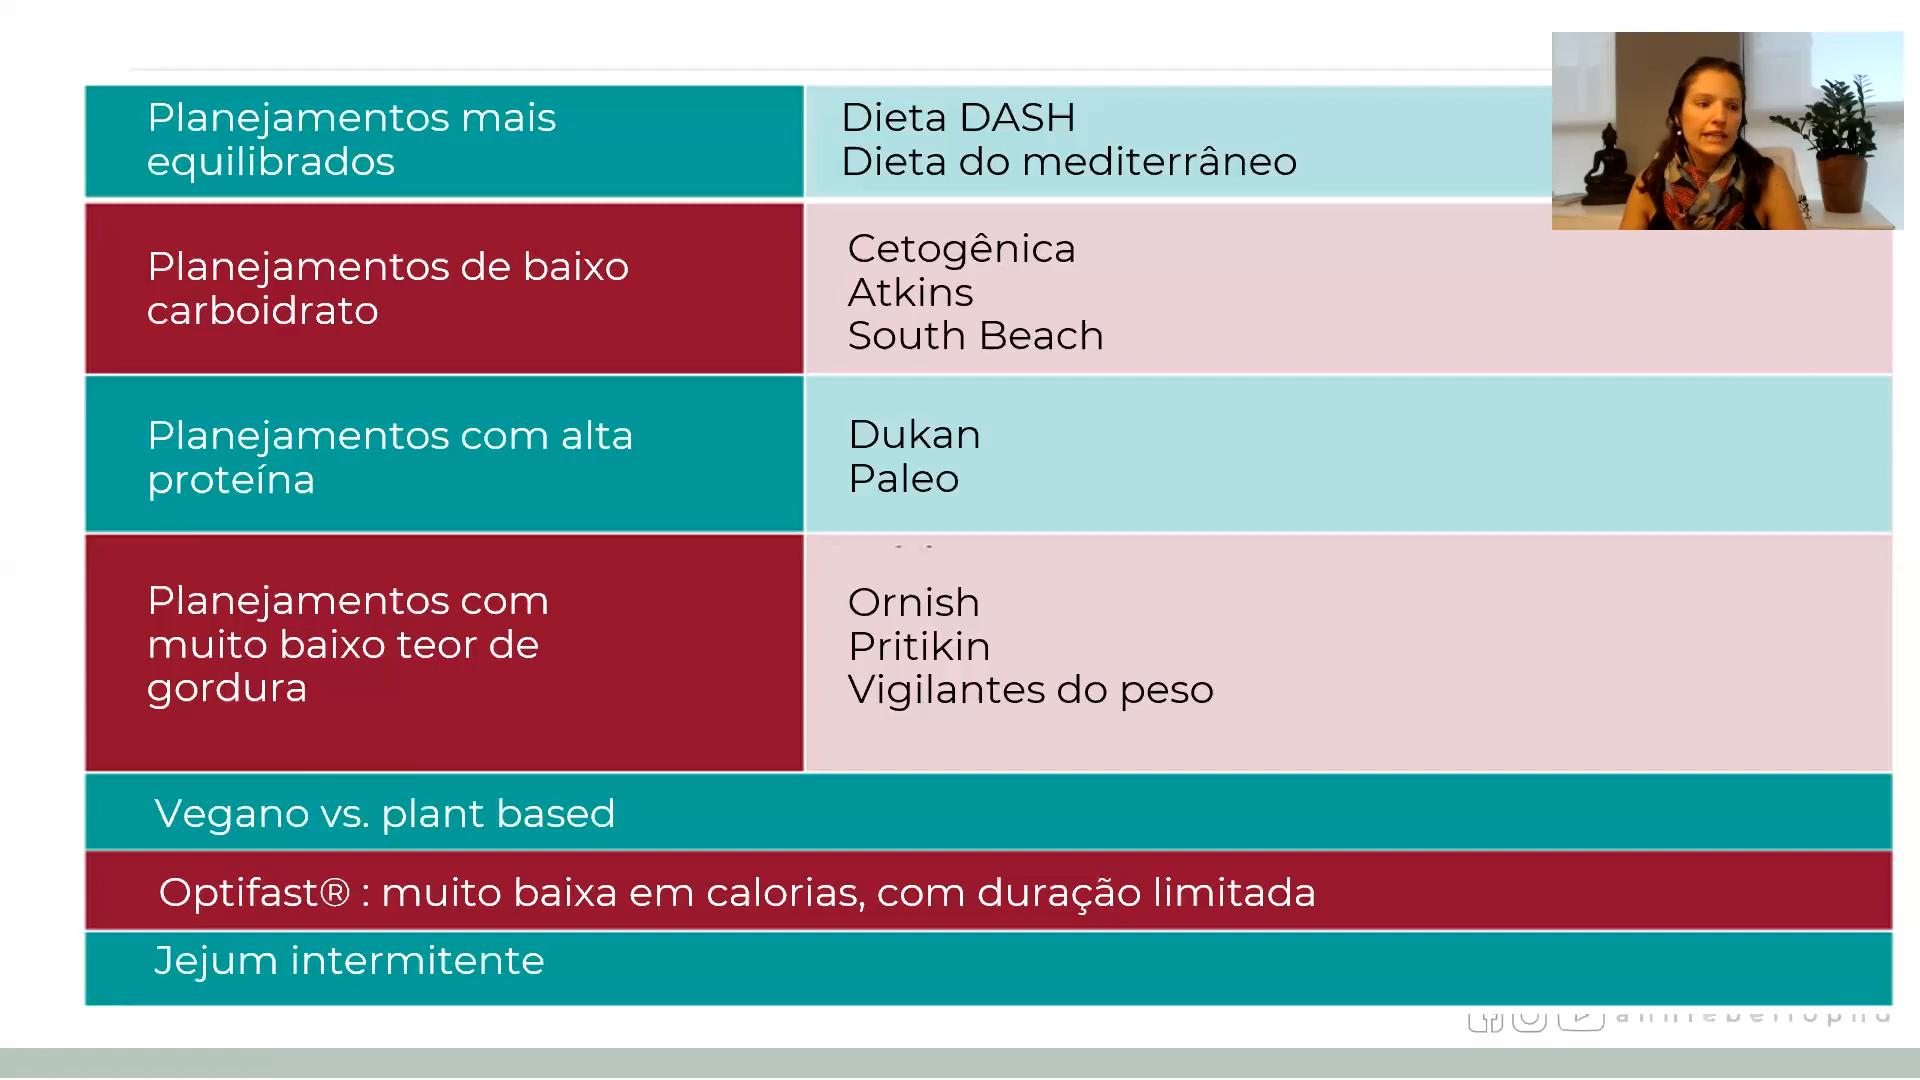 Planejamentos mais
equilibrados
Dieta DASH
Dieta do mediterrâneo
Planejamentos de baixo
carboidrato
Cetogênica
Atkins
South Beach
Planejamentos com alta
proteína
Dukan
Paleo
Planejamentos com
muito baixo teor de
gordura
Ornish
Pritikin
Vigilantes do peso
Vegano vs. plant based
Optifast® : muito baixa em calorias, com duração limitada
Jejum intermitente